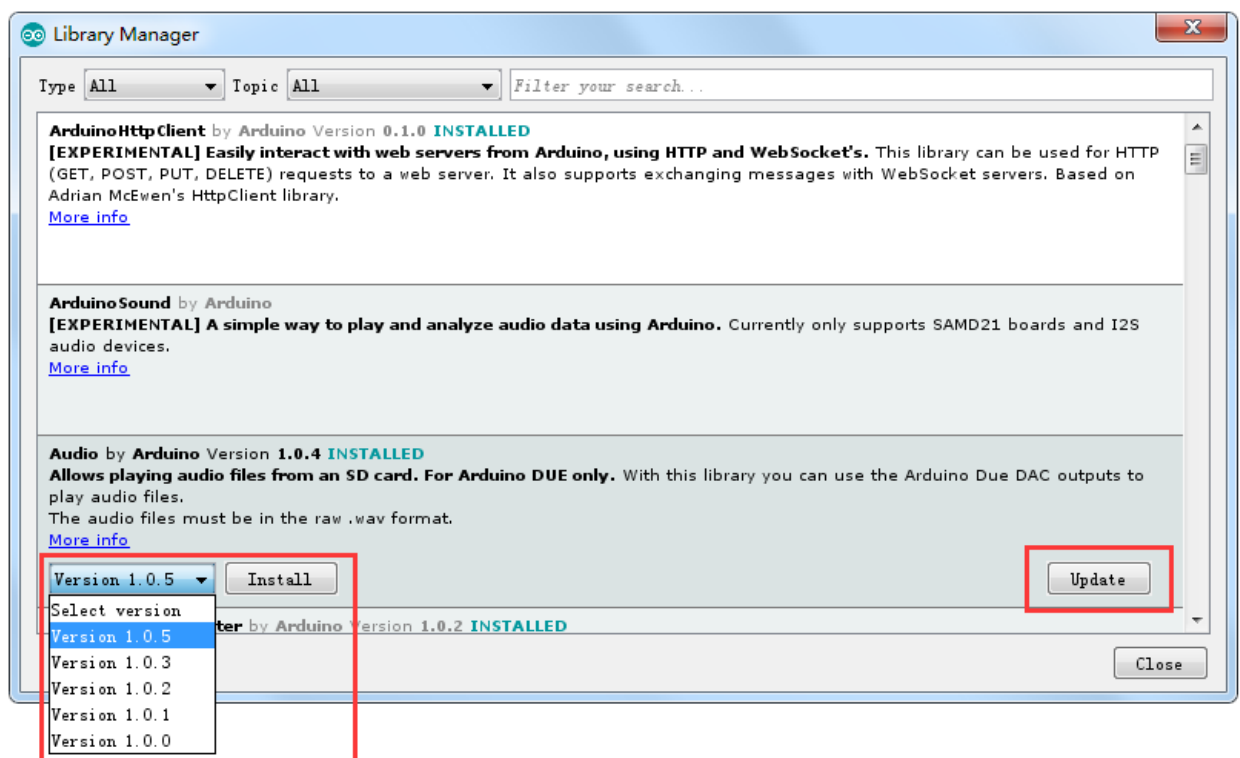 Library Manager
Type All Topic All Filter your search...
ArduinoHttpClient by Arduino Version 0.1.0 INSTALLED
[EXPERIMENTAL] Easily interact with web servers from Arduino, using HTTP and WebSocket's. This library can be used for HTTP
(GET, POST, PUT, DELETE) requests to a web server. It also supports exchanging messages with WebSocket servers. Based on
Adrian McEwen's HttpClient library.
More info
ArduinoSound by Arduino
[EXPERIMENTAL] A simple way to play and analyze audio data using Arduino. Currently only supports SAMD21 boards and I2S
audio devices.
More info
Audio by Arduino Version 1.0.4 INSTALLED
Allows playing audio files from an SD card. For Arduino DUE only. With this library you can use the Arduino Due DAC outputs to
play audio files.
The audio files must be in the raw .wav format.
More info
Version 1.0.5 Install Update
Select version
ter by Arduino Version 1.0.2 INSTALLED
Version 1.0.5
Version 1.0.3
Close
Version 1.0.2
Version 1.0.1
Version 1.0.0